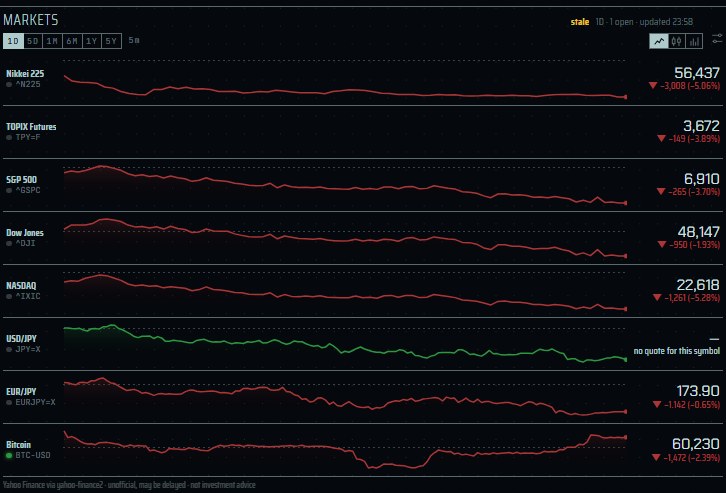 MARKETS
stale 1D · 1 open · updated 23:58
1D 5D 1M 6M 1Y 5Y 5m
Nikkei 225
^N225
56,437
▼ -3,008 (-5.06%)
TOPIX Futures
TPY=F
3,672
▼ -149 (-3.89%)
S&P 500
^GSPC
6,910
▼ -265 (-3.70%)
Dow Jones
^DJI
48,147
▼ -950 (-1.93%)
NASDAQ
^IXIC
22,618
▼ -1,261 (-5.28%)
USD/JPY
JPY=X
—
no quote for this symbol
EUR/JPY
EURJPY=X
173.90
▼ -1.142 (-0.65%)
Bitcoin
BTC-USD
60,230
▼ -1,472 (-2.39%)
Yahoo Finance via yahoo-finance2 · unofficial, may be delayed · not investment advice